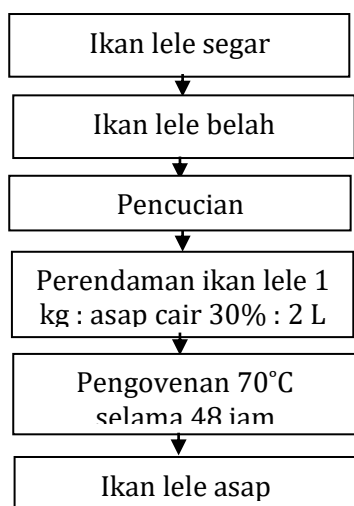 Ikan lele segar
Ikan lele belah
Pencucian
Perendaman ikan lele 1
kg : asap cair 30% : 2 L
Pengovenan 70˚C
selama 48 jam
Ikan lele asap